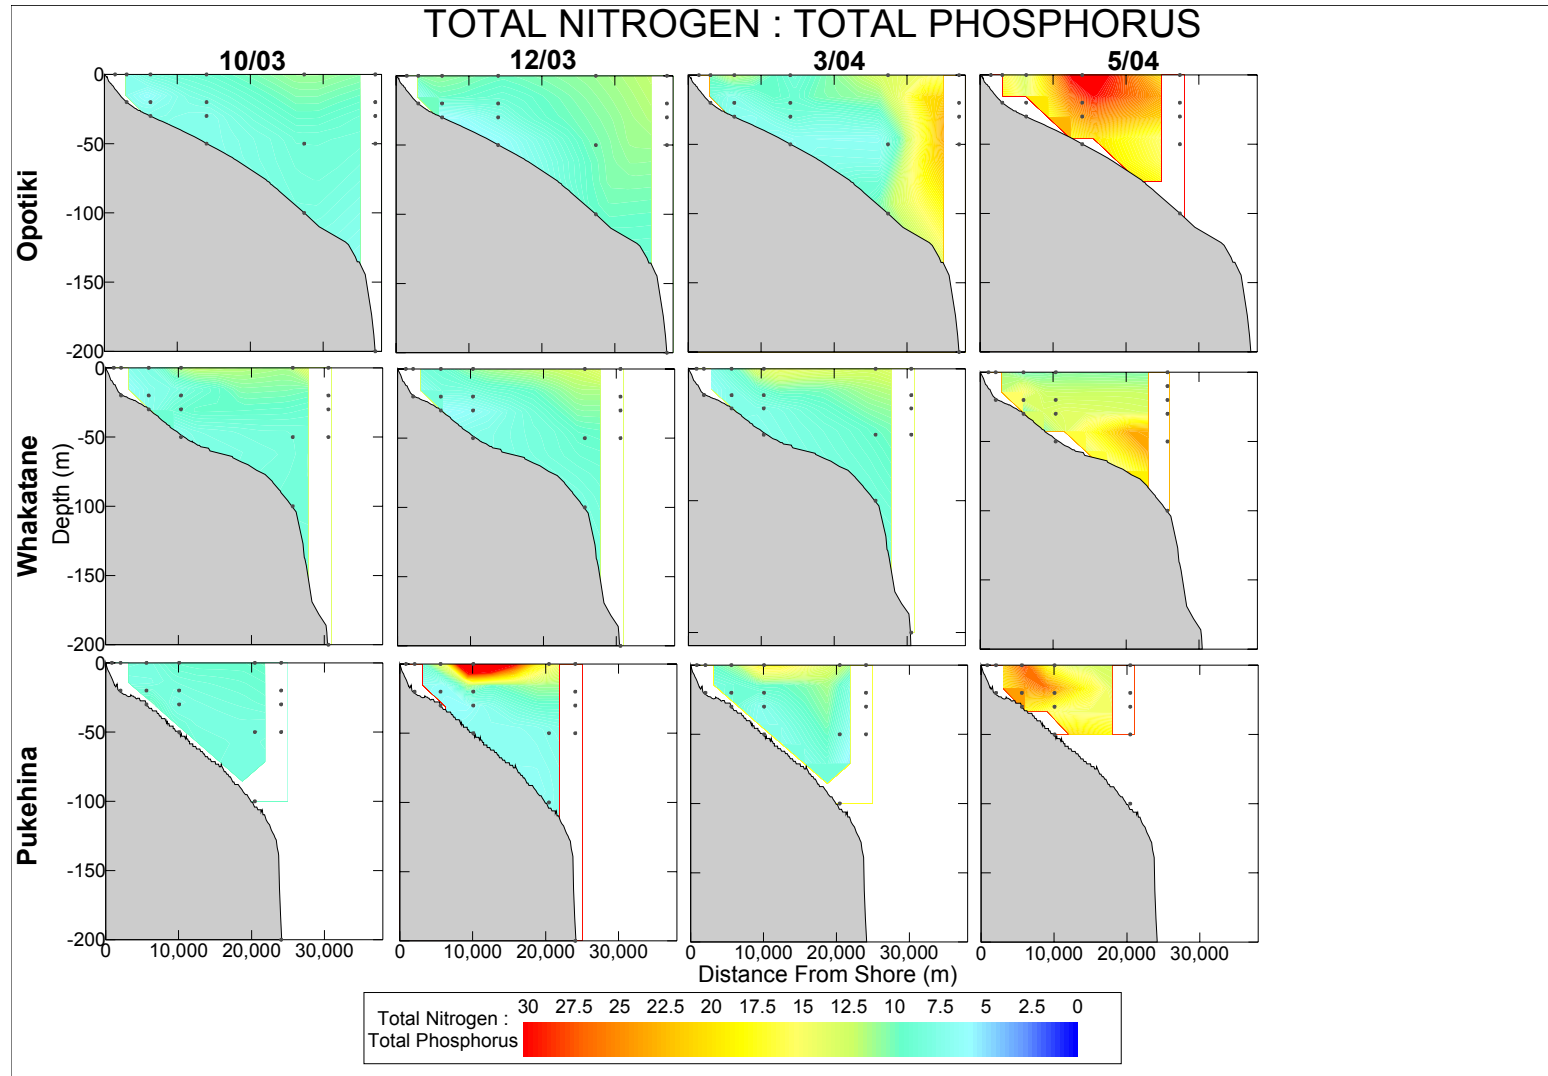 TOTAL NITROGEN : TOTAL PHOSPHORUS
10/03 12/03 3/04 5/04
Opotiki
0
-50
-100
-150
-200
Whakatane
Depth (m)
0
-50
-100
-150
-200
Pukehina
0
-50
-100
-150
-200
0 10,000 20,000 30,000 0 10,000 20,000 30,000 0 10,000 20,000 30,000 0 10,000 20,000 30,000
Distance From Shore (m)
30 27.5 25 22.5 20 17.5 15 12.5 10 7.5 5 2.5 0
Total Nitrogen :
Total Phosphorus